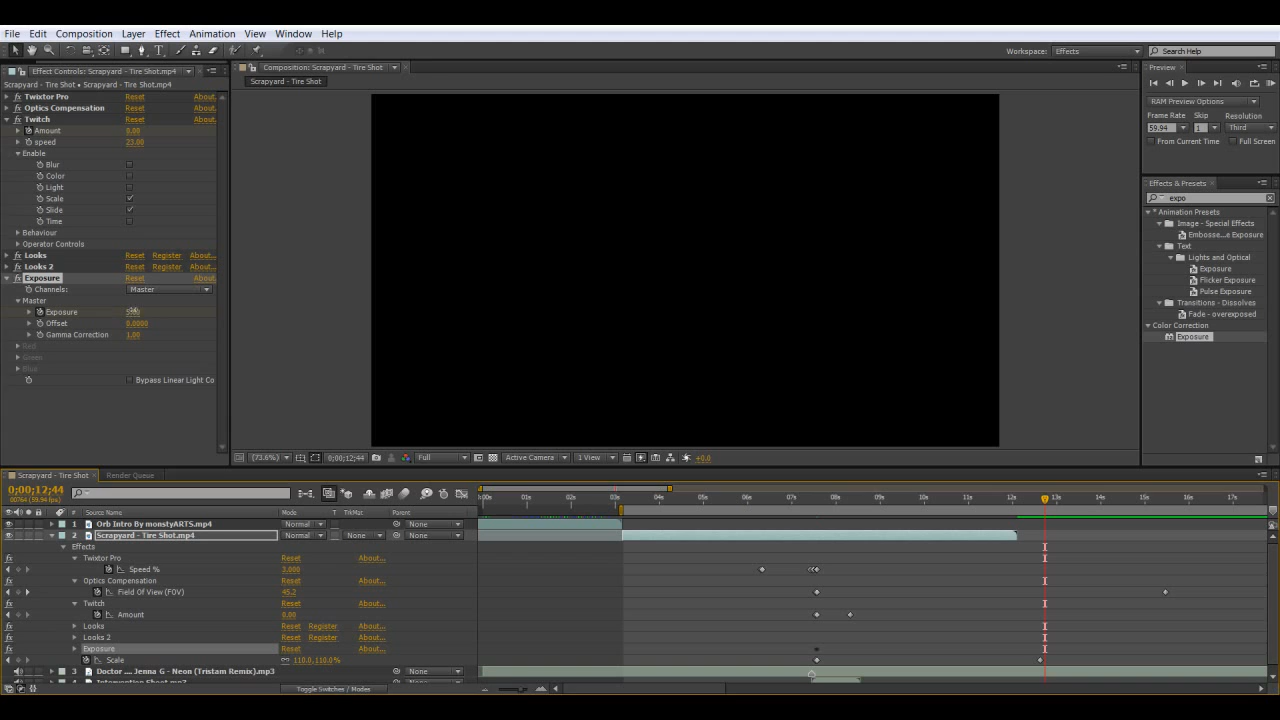 File Edit Composition Layer Effect Animation View Window Help
Workspace: Effects Search Help
Effect Controls: Scrapyard - Tire Shot.mp4
Scrapyard - Tire Shot • Scrapyard - Tire Shot.mp4
fx Twixtor Pro Reset About...
fx Optics Compensation Reset About...
fx Twitch Reset About...
Amount 0.00
speed 23.00
Enable
Blur
Color
Light
Scale
Slide
Time
Behaviour
Operator Controls
fx Looks Reset Register About...
fx Looks 2 Reset Register About...
fx Exposure Reset About...
Channels: Master
Master
Exposure
Offset 0.0000
Gamma Correction 1.00
Red
Green
Blue
Bypass Linear Light Co
Composition: Scrapyard - Tire Shot
Scrapyard - Tire Shot
(73.6%) 0;00;12;44 Full Active Camera 1 View +0.0
Preview
RAM Preview Options
Frame Rate Skip Resolution
59.94 1 Third
From Current Time Full Screen
Effects & Presets
expo
* Animation Presets
Image - Special Effects
Embosse...e Exposure
Text
Lights and Optical
Exposure
Flicker Exposure
Pulse Exposure
Transitions - Dissolves
Fade - overexposed
Color Correction
Exposure
Scrapyard - Tire Shot Render Queue
0;00;12;44
00764 (59.94 fps)
:00s 01s 02s 03s 04s 05s 06s 07s 08s 09s 10s 11s 12s 13s 14s 15s 16s 17s
# Source Name Mode T TrkMat Parent
1 Orb Intro By monstyARTS.mp4 Normal None
2 Scrapyard - Tire Shot.mp4 Normal None None
Effects
fx Twixtor Pro Reset About...
Speed % 3.000
fx Optics Compensation Reset About...
Field Of View (FOV) 45.2
fx Twitch Reset About...
Amount 0.00
fx Looks Reset Register About...
fx Looks 2 Reset Register About...
fx Exposure Reset About...
Scale 110.0,110.0%
3 Doctor .... Jenna G - Neon (Tristam Remix).mp3 None
4 Intervention Shoot.mp3
Toggle Switches / Modes